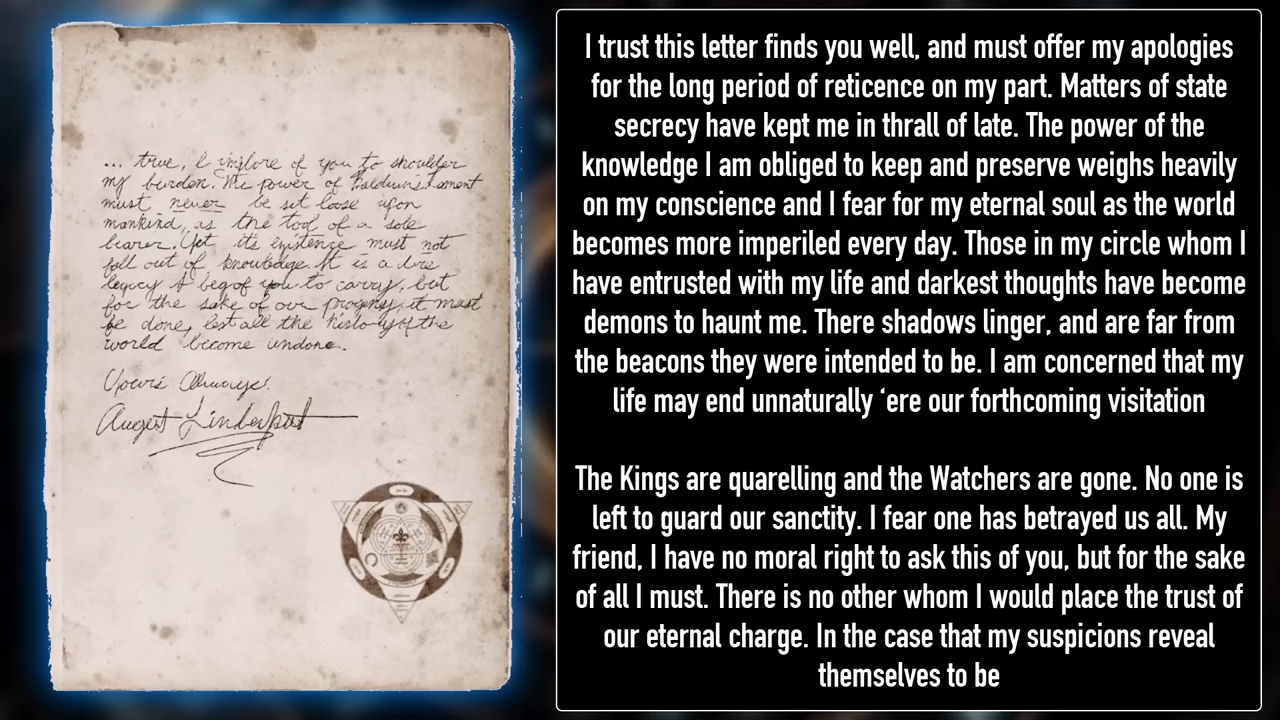 ... true, I implore of you to shoulder
my burden. The power of Balduin's
must never be set loose upon
mankind, as the tool of a sole
bearer. Yet its existence must not
fall out of knowledge. It is a dire
legacy I beg of you to carry, but
for the sake of our progeny, it must
be done, lest all the history of the
world become undone.
Yours Always
August
I trust this letter finds you well, and must offer my apologies
for the long period of reticence on my part. Matters of state
secrecy have kept me in thrall of late. The power of the
knowledge I am obliged to keep and preserve weighs heavily
on my conscience and I fear for my eternal soul as the world
becomes more imperiled every day. Those in my circle whom I
have entrusted with my life and darkest thoughts have become
demons to haunt me. There shadows linger, and are far from
the beacons they were intended to be. I am concerned that my
life may end unnaturally ‘ere our forthcoming visitation
The Kings are quarelling and the Watchers are gone. No one is
left to guard our sanctity. I fear one has betrayed us all. My
friend, I have no moral right to ask this of you, but for the sake
of all I must. There is no other whom I would place the trust of
our eternal charge. In the case that my suspicions reveal
themselves to be